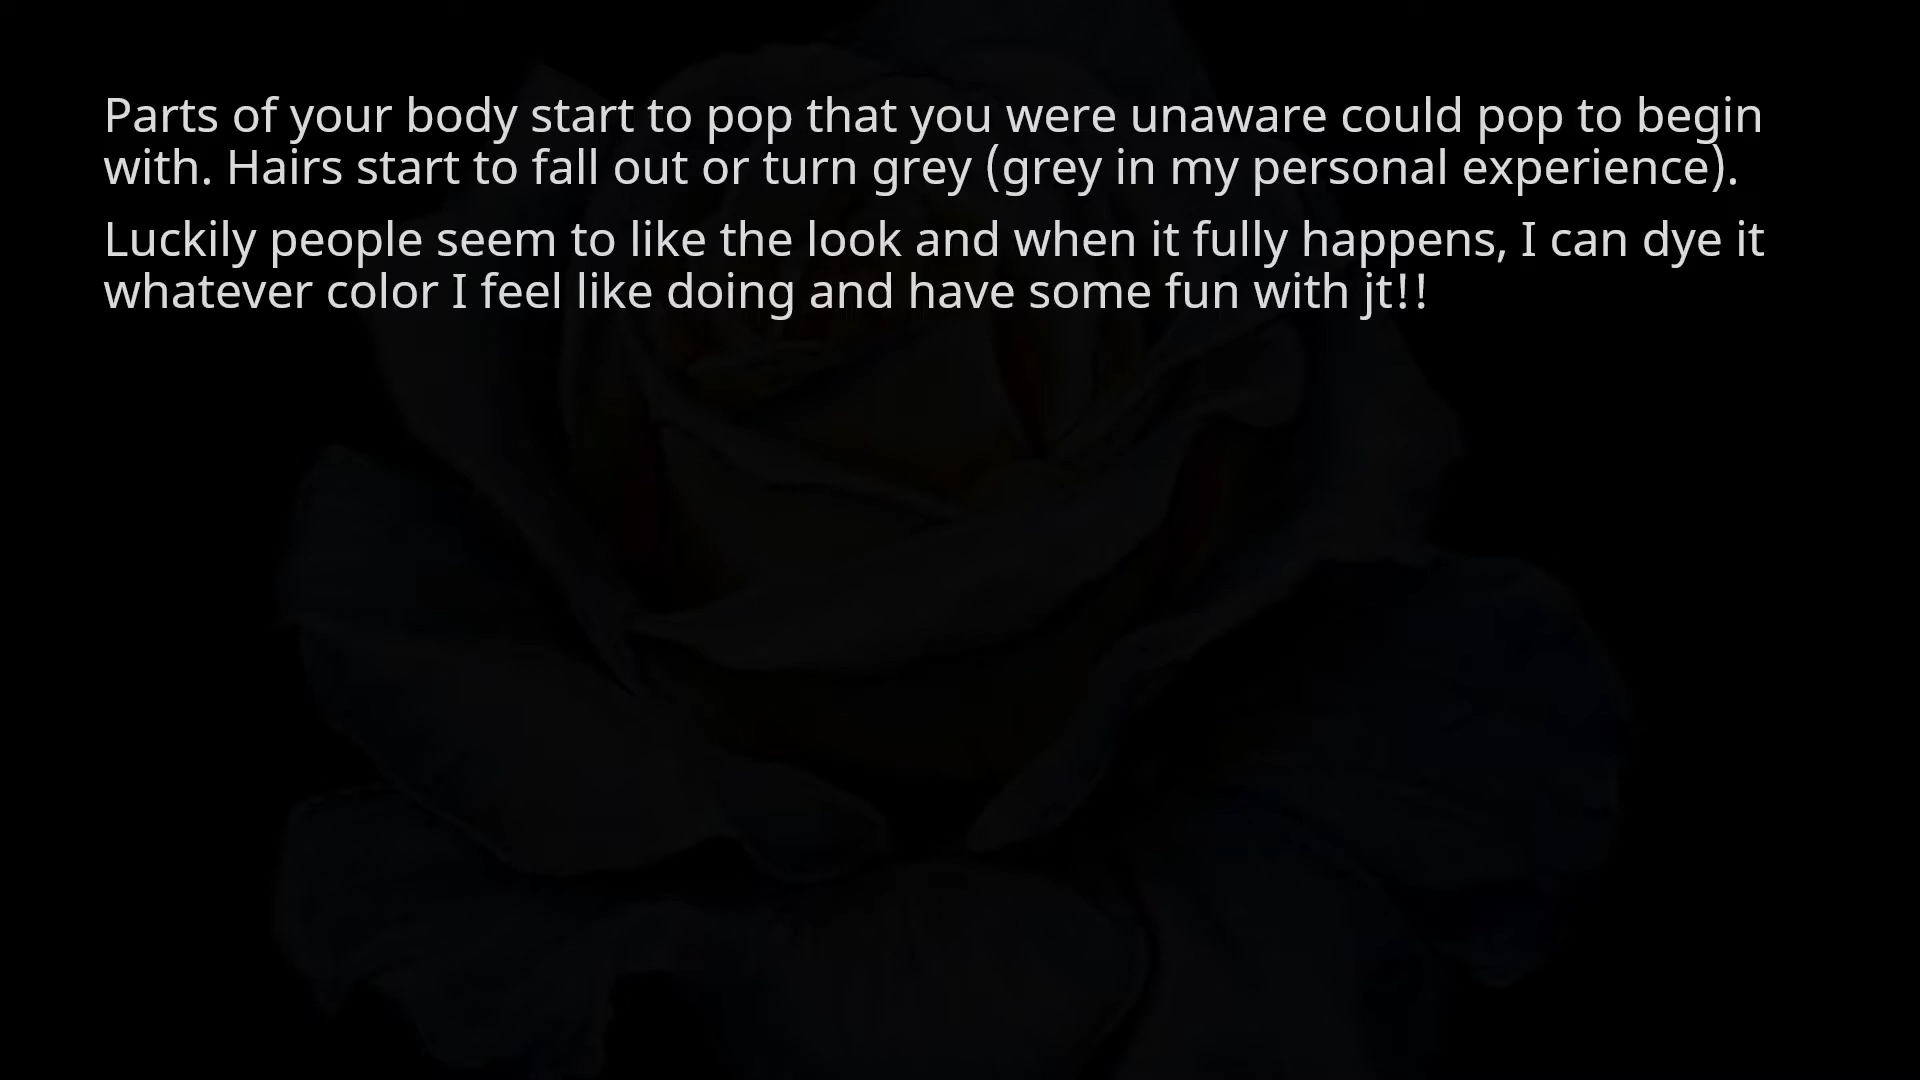 Parts of your body start to pop that you were unaware could pop to begin
with. Hairs start to fall out or turn grey (grey in my personal experience).
Luckily people seem to like the look and when it fully happens, I can dye it
whatever color I feel like doing and have some fun with jt!!